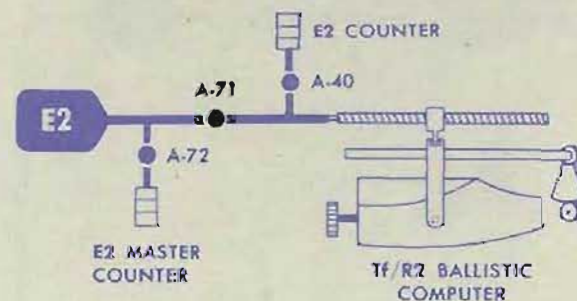 E2 COUNTER
A-71
A-40
E2
A-72
E2 MASTER
COUNTER
Tf/R2 BALLISTIC
COMPUTER